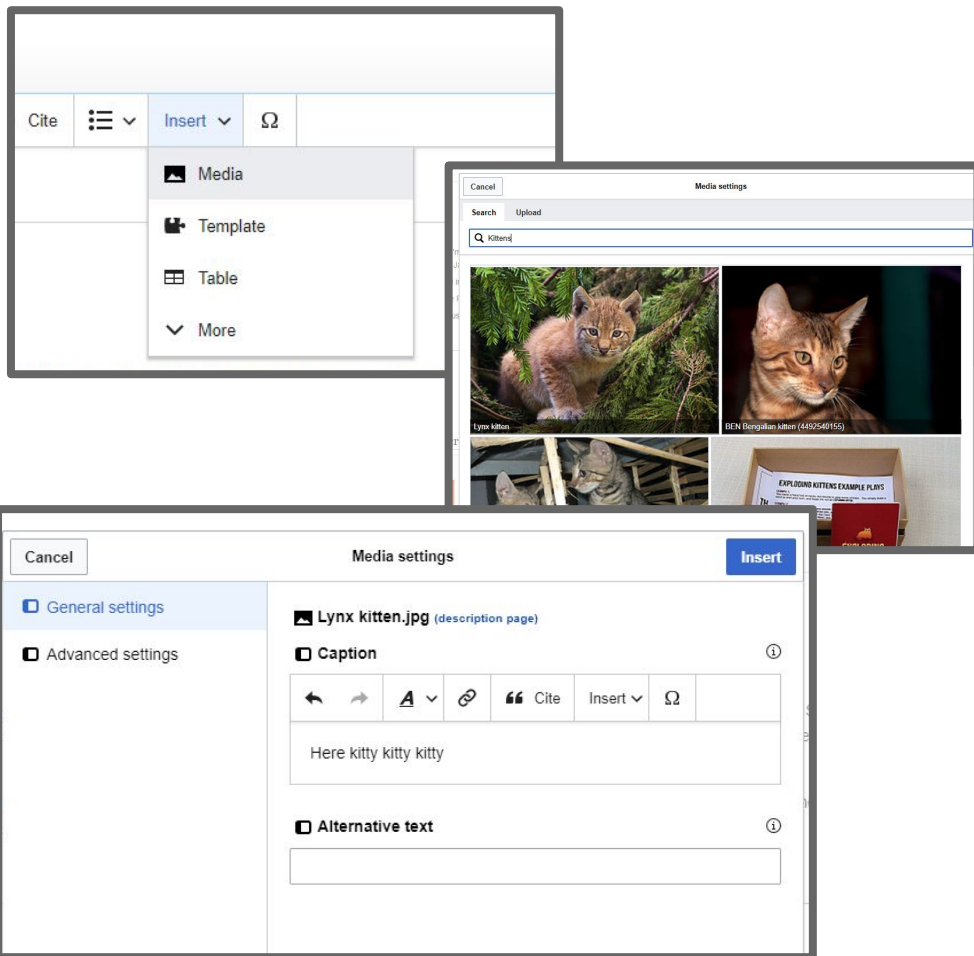 Cite
Insert
Ω
Media
Template
Table
More
Cancel
Media settings
Search Upload
Kittens
Lynx kitten
BEN Bengalian kitten (4492540155)
EXPLODING KITTENS EXAMPLE PLAYS
Cancel
Media settings
Insert
General settings
Advanced settings
Lynx kitten.jpg (description page)
Caption
Cite Insert Ω
Here kitty kitty kitty
Alternative text